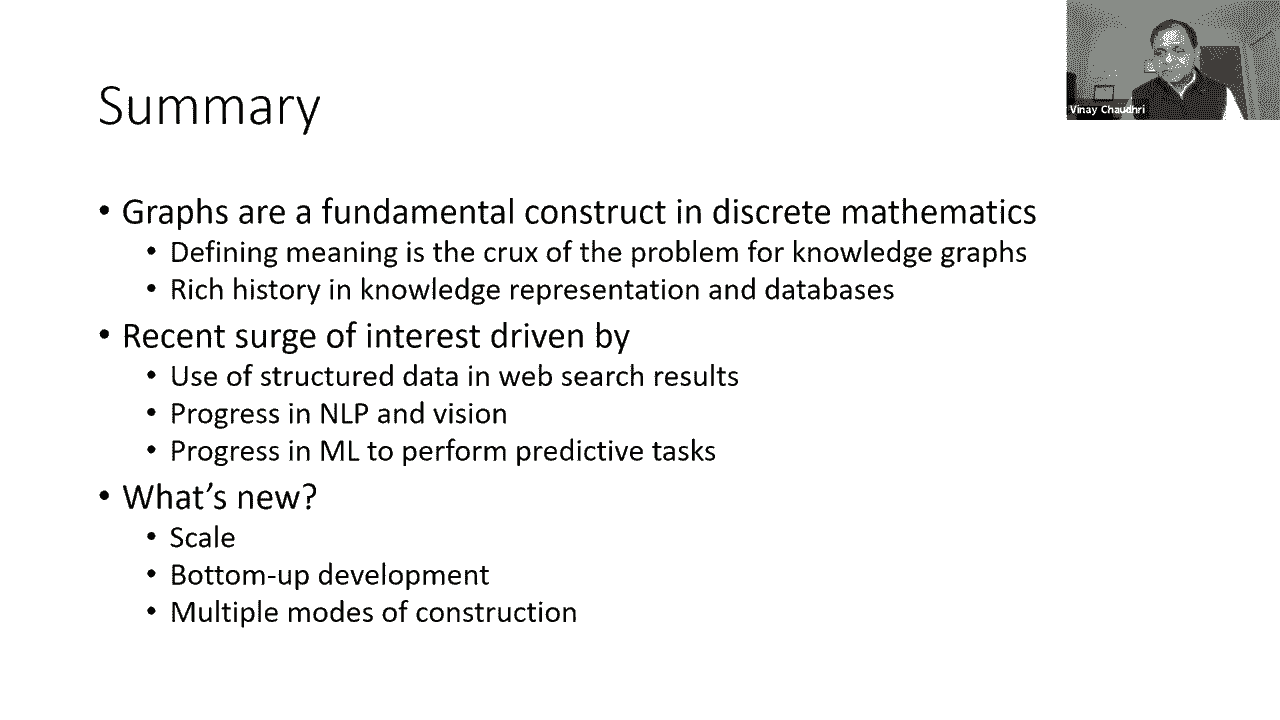 Vinay Chaudhri
Summary
• Graphs are a fundamental construct in discrete mathematics
• Defining meaning is the crux of the problem for knowledge graphs
• Rich history in knowledge representation and databases
• Recent surge of interest driven by
• Use of structured data in web search results
• Progress in NLP and vision
• Progress in ML to perform predictive tasks
• What’s new?
• Scale
• Bottom-up development
• Multiple modes of construction